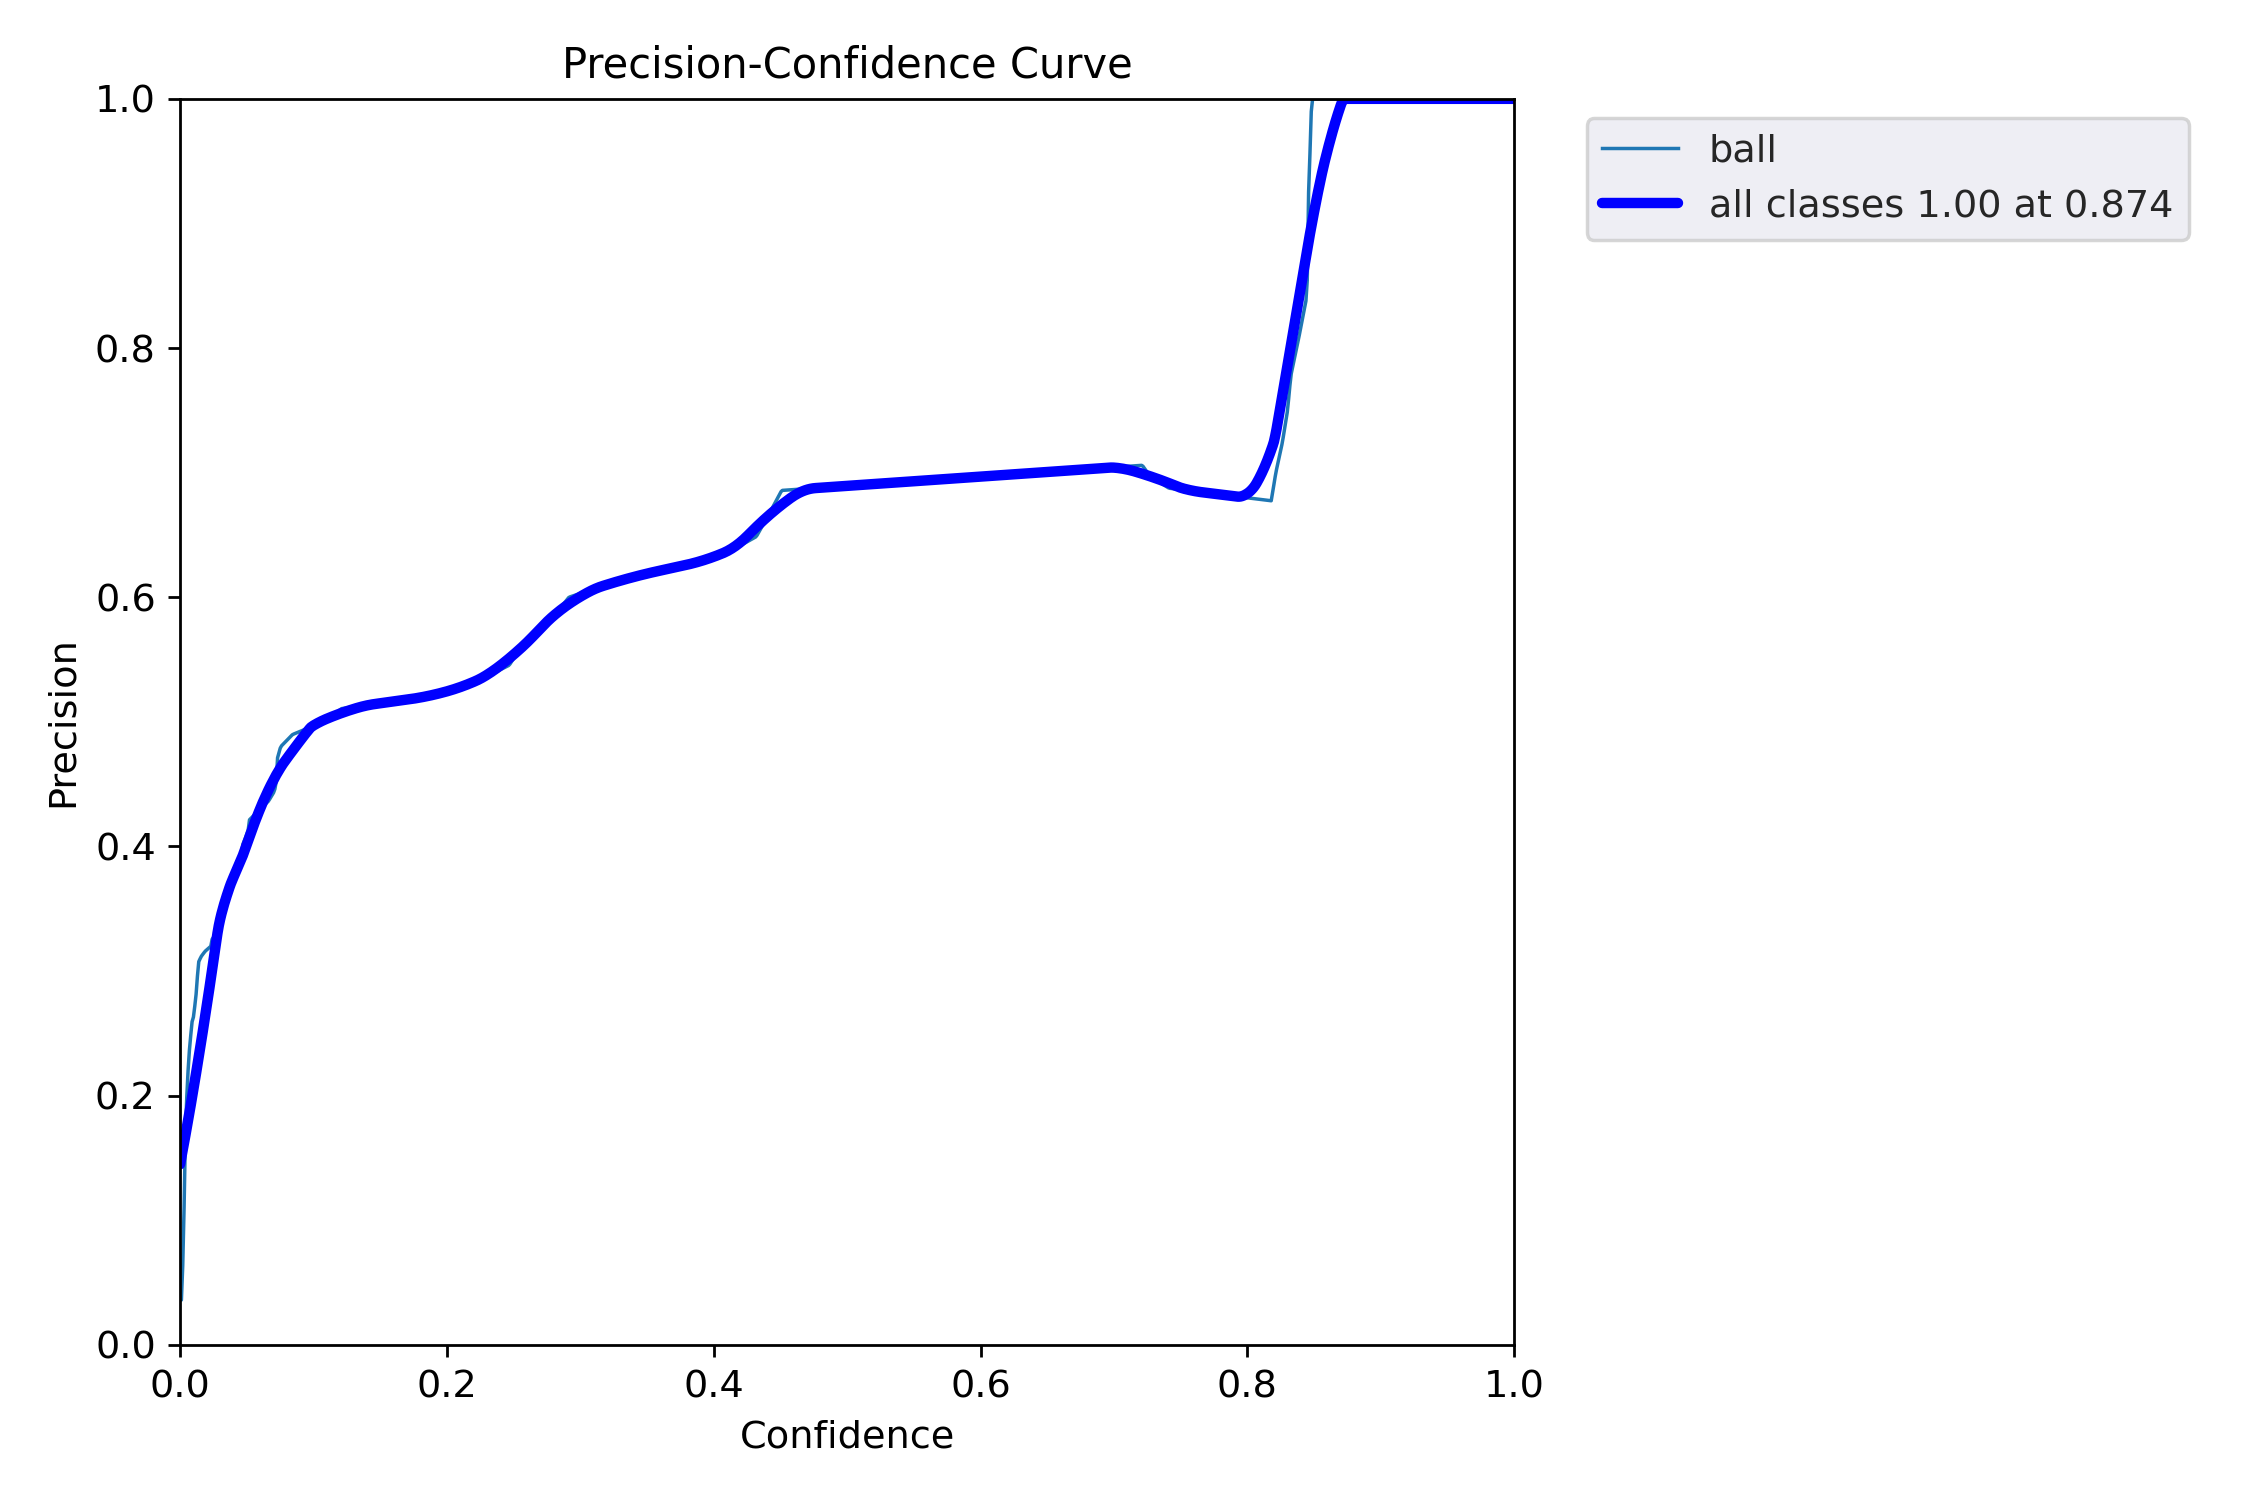 Precision-Confidence Curve
1.0
0.8
0.6
0.4
0.2
0.0
Precision
0.0 0.2 0.4 0.6 0.8 1.0
Confidence
ball
all classes 1.00 at 0.874